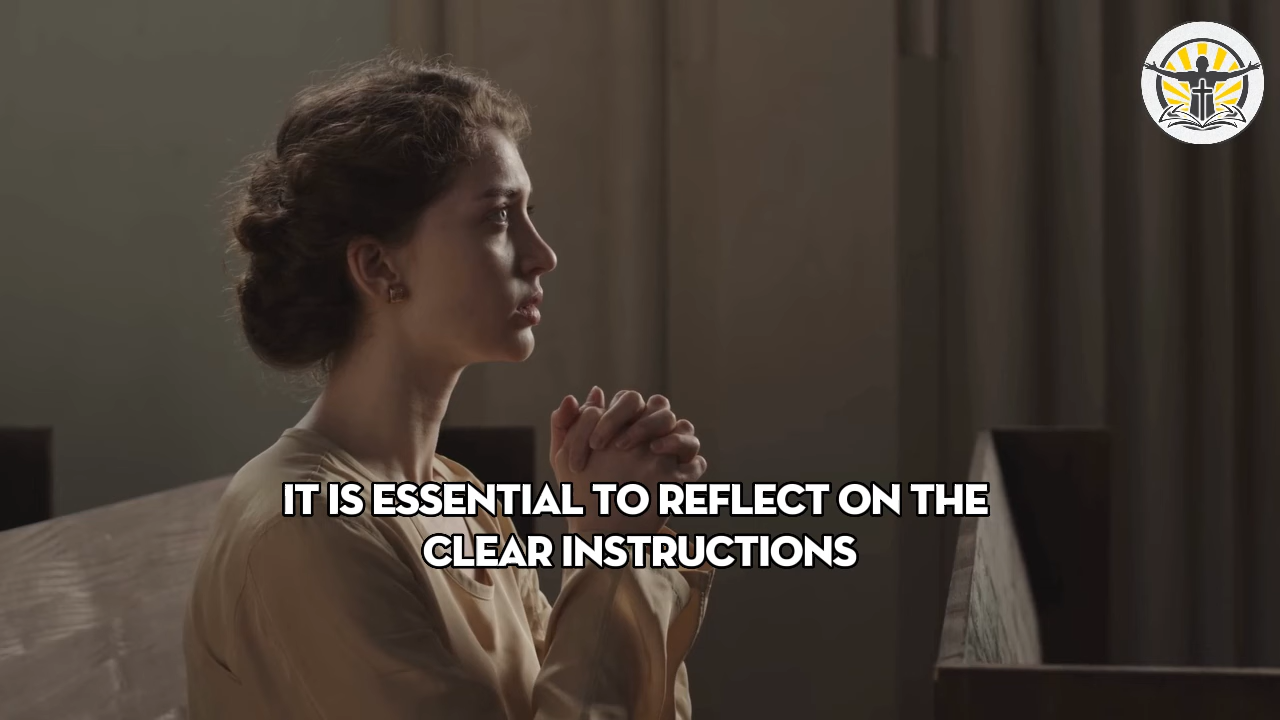 IT IS ESSENTIAL TO REFLECT ON THE
CLEAR INSTRUCTIONS